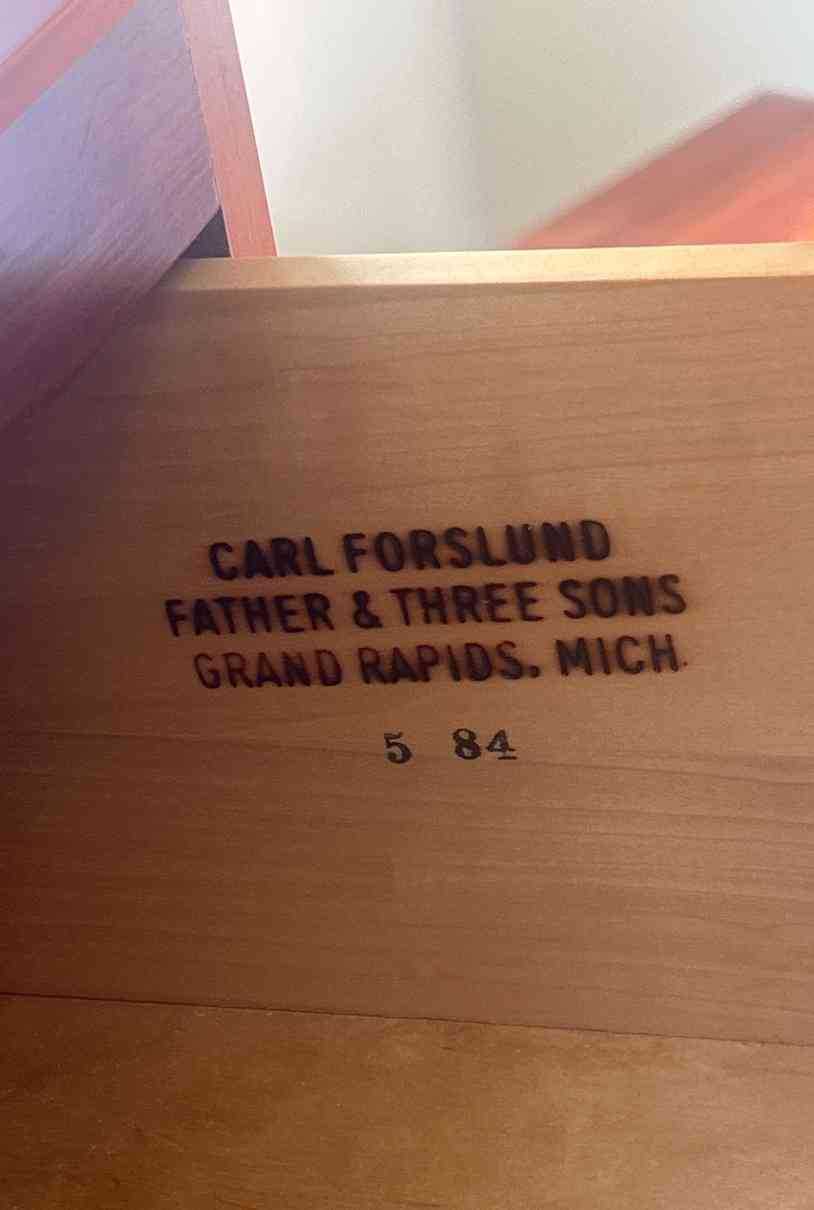 CARL FORSLUND
FATHER & THREE SONS
GRAND RAPIDS, MICH.
5 84